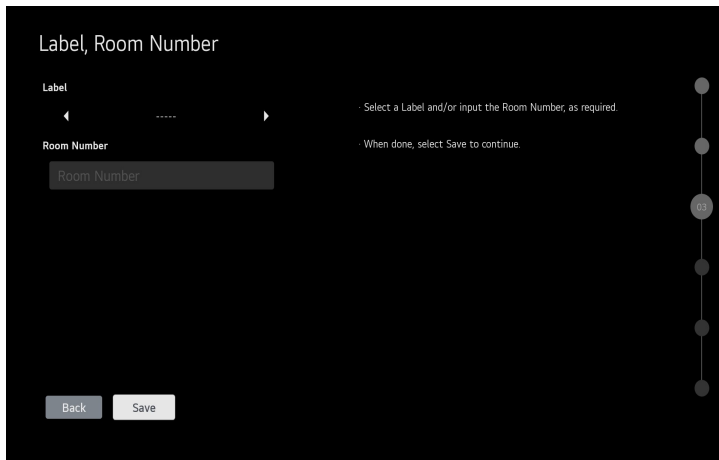 Label, Room Number
Label
-----
· Select a Label and/or input the Room Number, as required.
Room Number
· When done, select Save to continue.
Room Number
03
Back
Save